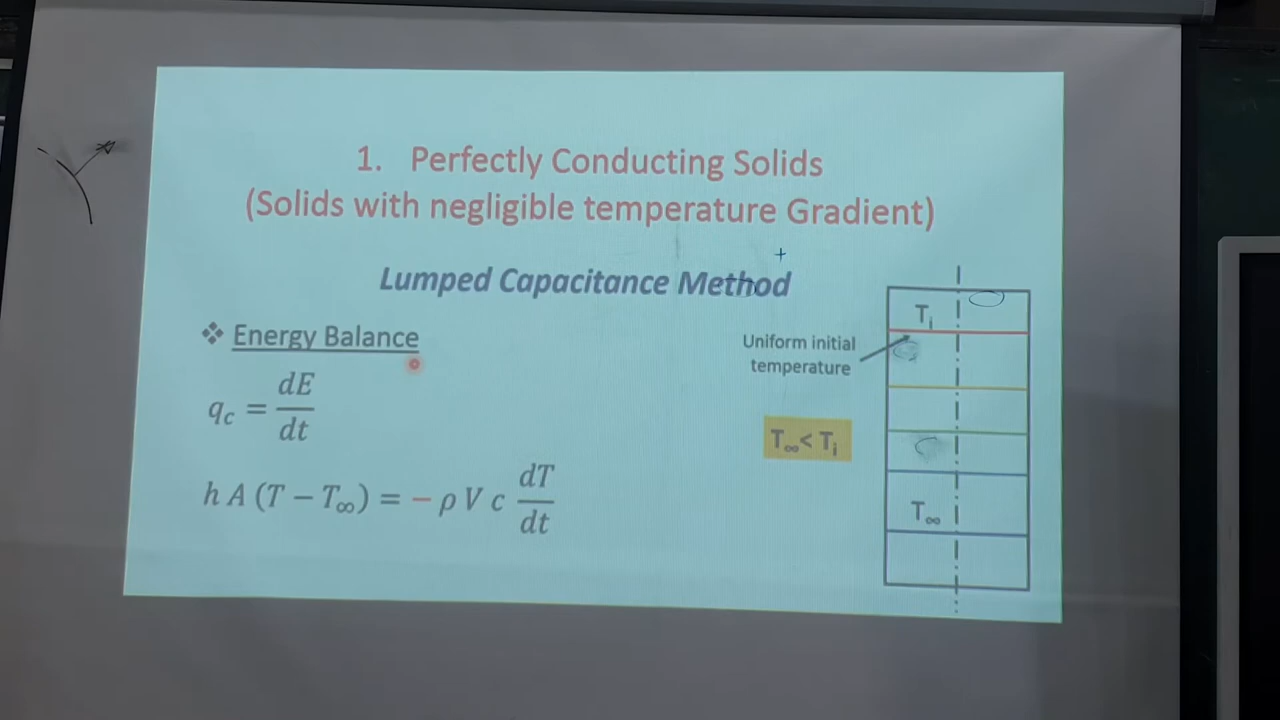 1. Perfectly Conducting Solids
(Solids with negligible temperature Gradient)
Lumped Capacitance Method
❖ Energy Balance
q_c = dE/dt
h A (T − T_∞) = − ρ V c dT/dt
Uniform initial
temperature
T_∞ < T_i
T_i
T_∞